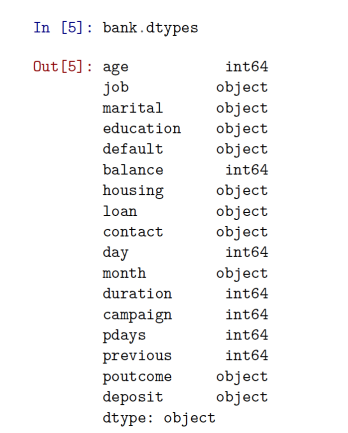 In [5]: bank.dtypes
Out[5]: age int64
job object
marital object
education object
default object
balance int64
housing object
loan object
contact object
day int64
month object
duration int64
campaign int64
pdays int64
previous int64
poutcome object
deposit object
dtype: object